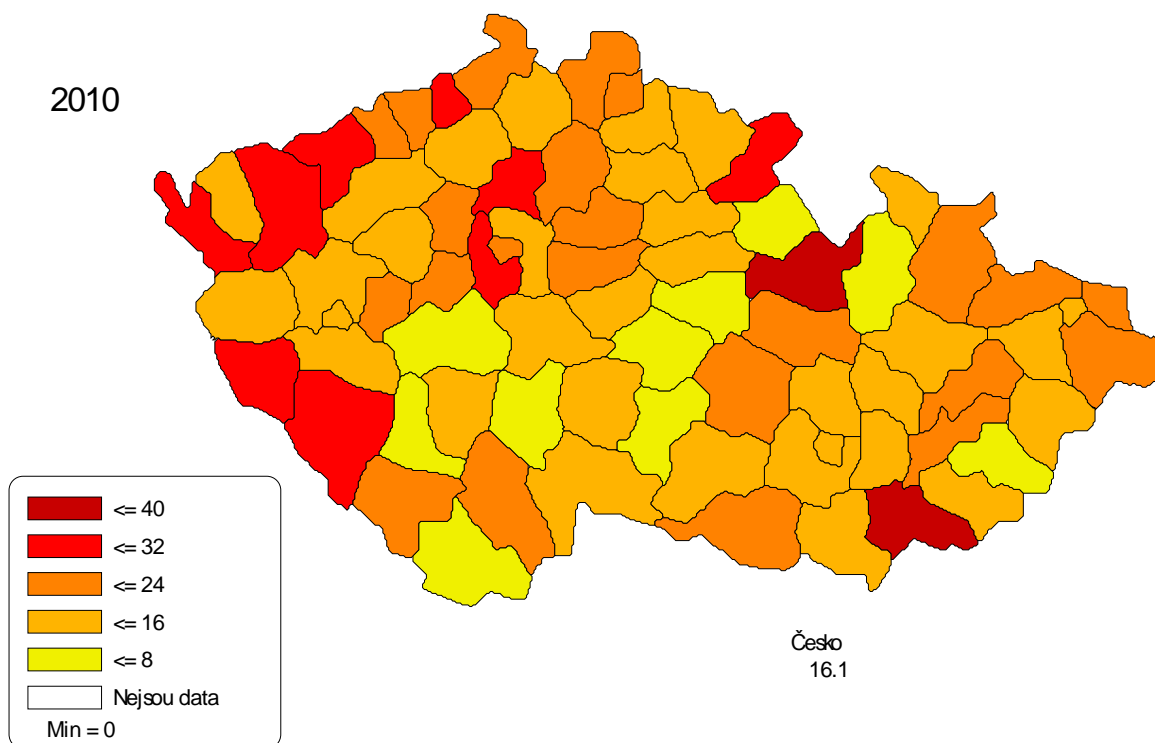 2010
<= 40
<= 32
<= 24
<= 16
<= 8
Nejsou data
Min = 0
Česko
16.1